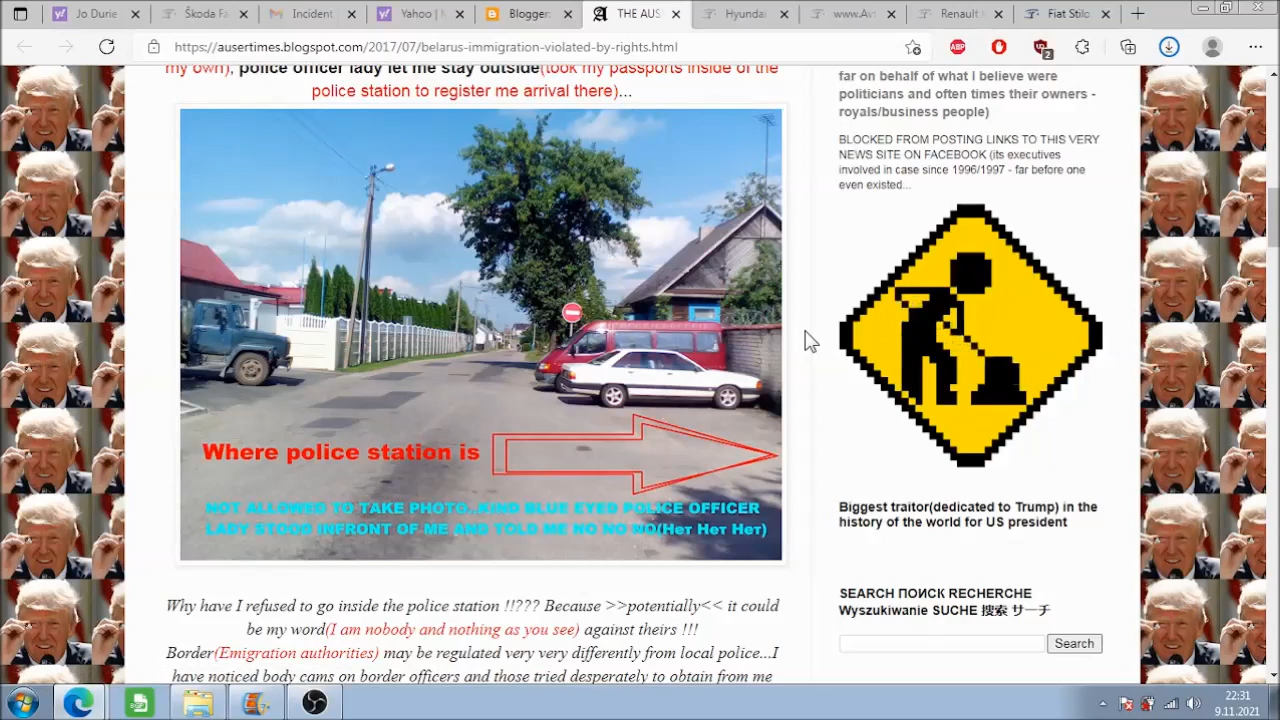 Jo Durie
Škoda Fa
Inciden
Yahoo |
Blogger:
THE AUS
Hyundai
www.Avt
Renault
Fiat Stilo
https://ausertimes.blogspot.com/2017/07/belarus-immigration-violated-by-rights.html
ABP
2
my own), police officer lady let me stay outside(took my passports inside of the
police station to register me arrival there)...
Where police station is
NOT ALLOWED TO TAKE PHOTO..KIND BLUE EYED POLICE OFFICER
LADY STOOD INFRONT OF ME AND TOLD ME NO NO NO(Нет Нет Нет)
Why have I refused to go inside the police station !!??? Because >>potentially<< it could
be my word(I am nobody and nothing as you see) against theirs !!!
Border(Emigration authority) may be regulated very very differently from local police...I
have noticed body cams on border officers and those tried desperately to obtain from me
far on behalf of what I believe were
politicians and often times their owners -
royals/business people)
BLOCKED FROM POSTING LINKS TO THIS VERY
NEWS SITE ON FACEBOOK (its executives
involved in case since 1996/1997 - far before one
even existed...
Biggest traitor(dedicated to Trump) in the
history of the world for US president
SEARCH ПОИСК RECHERCHE
Wyszukiwanie SUCHE 搜索 サーチ
Search
22:31
9.11.2021